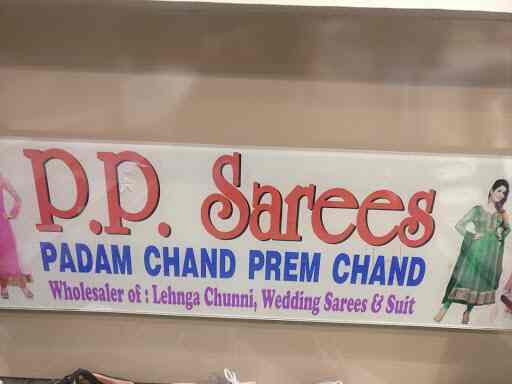 P.P. Sarees
PADAM CHAND PREM CHAND
Wholesaler of : Lehnga Chunni, Wedding Sarees & Suit